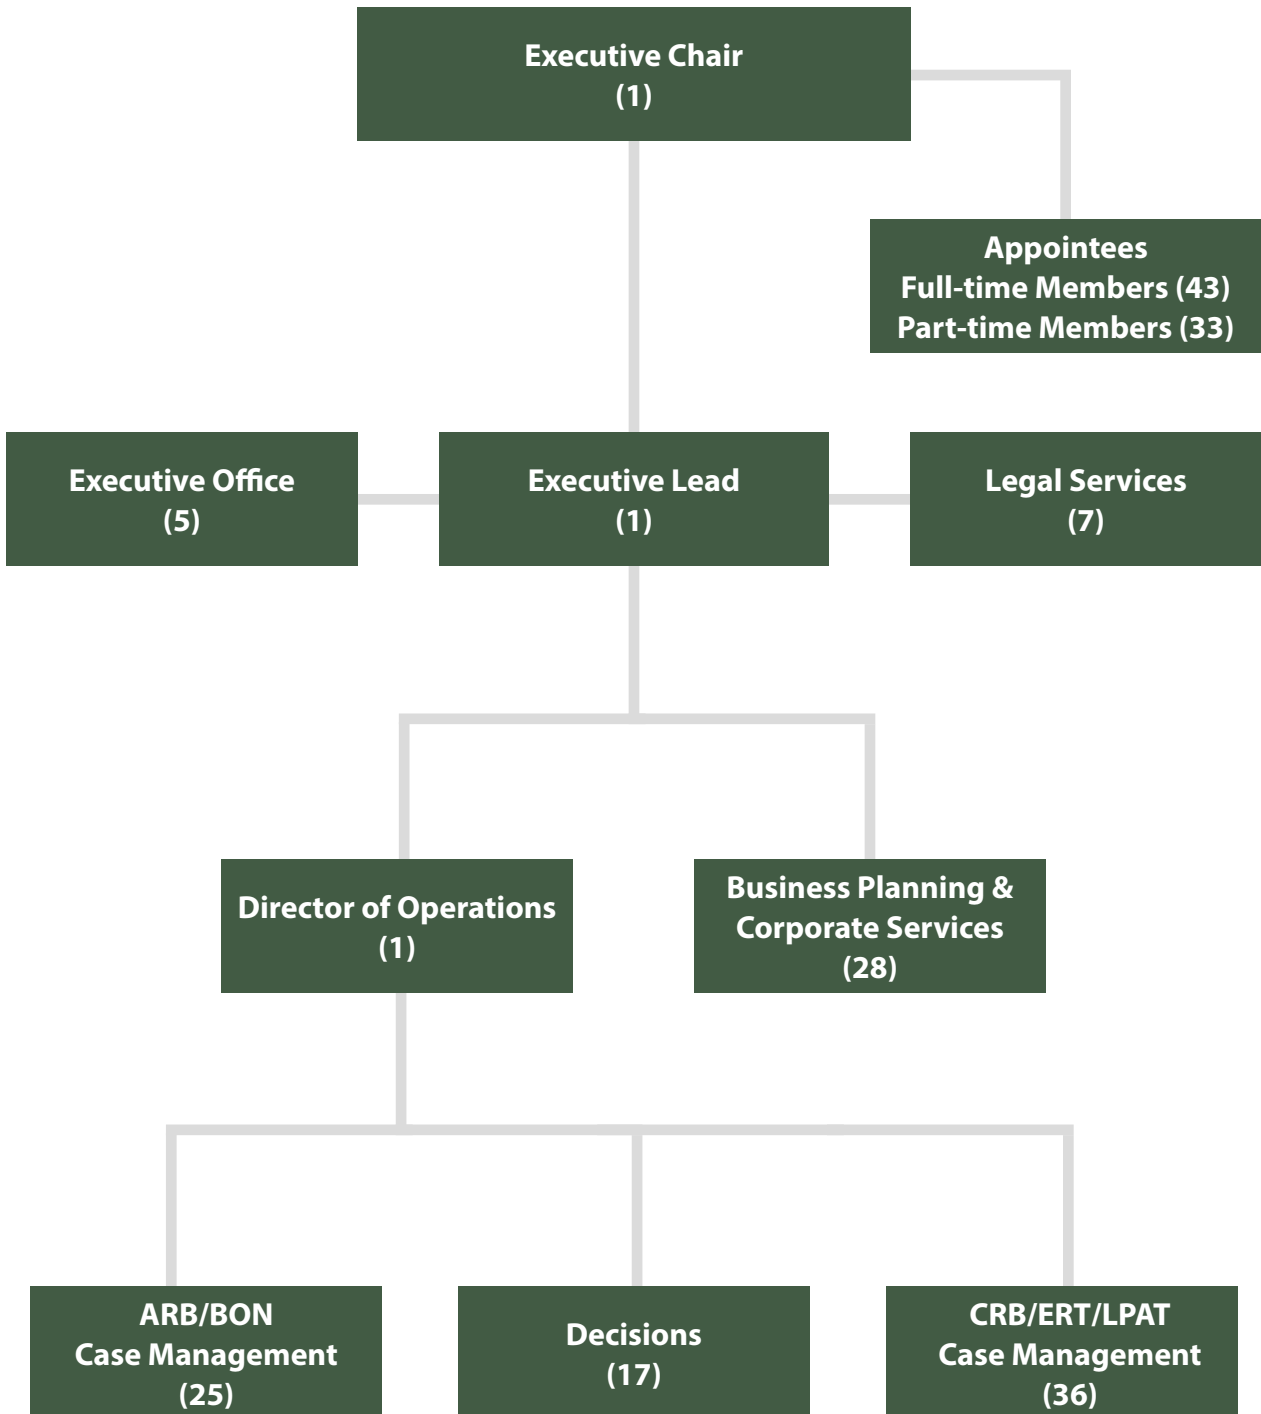 Executive Chair
(1)
Appointees
Full-time Members (43)
Part-time Members (33)
Executive Office
(5)
Executive Lead
(1)
Legal Services
(7)
Director of Operations
(1)
Business Planning &
Corporate Services
(28)
ARB/BON
Case Management
(25)
Decisions
(17)
CRB/ERT/LPAT
Case Management
(36)